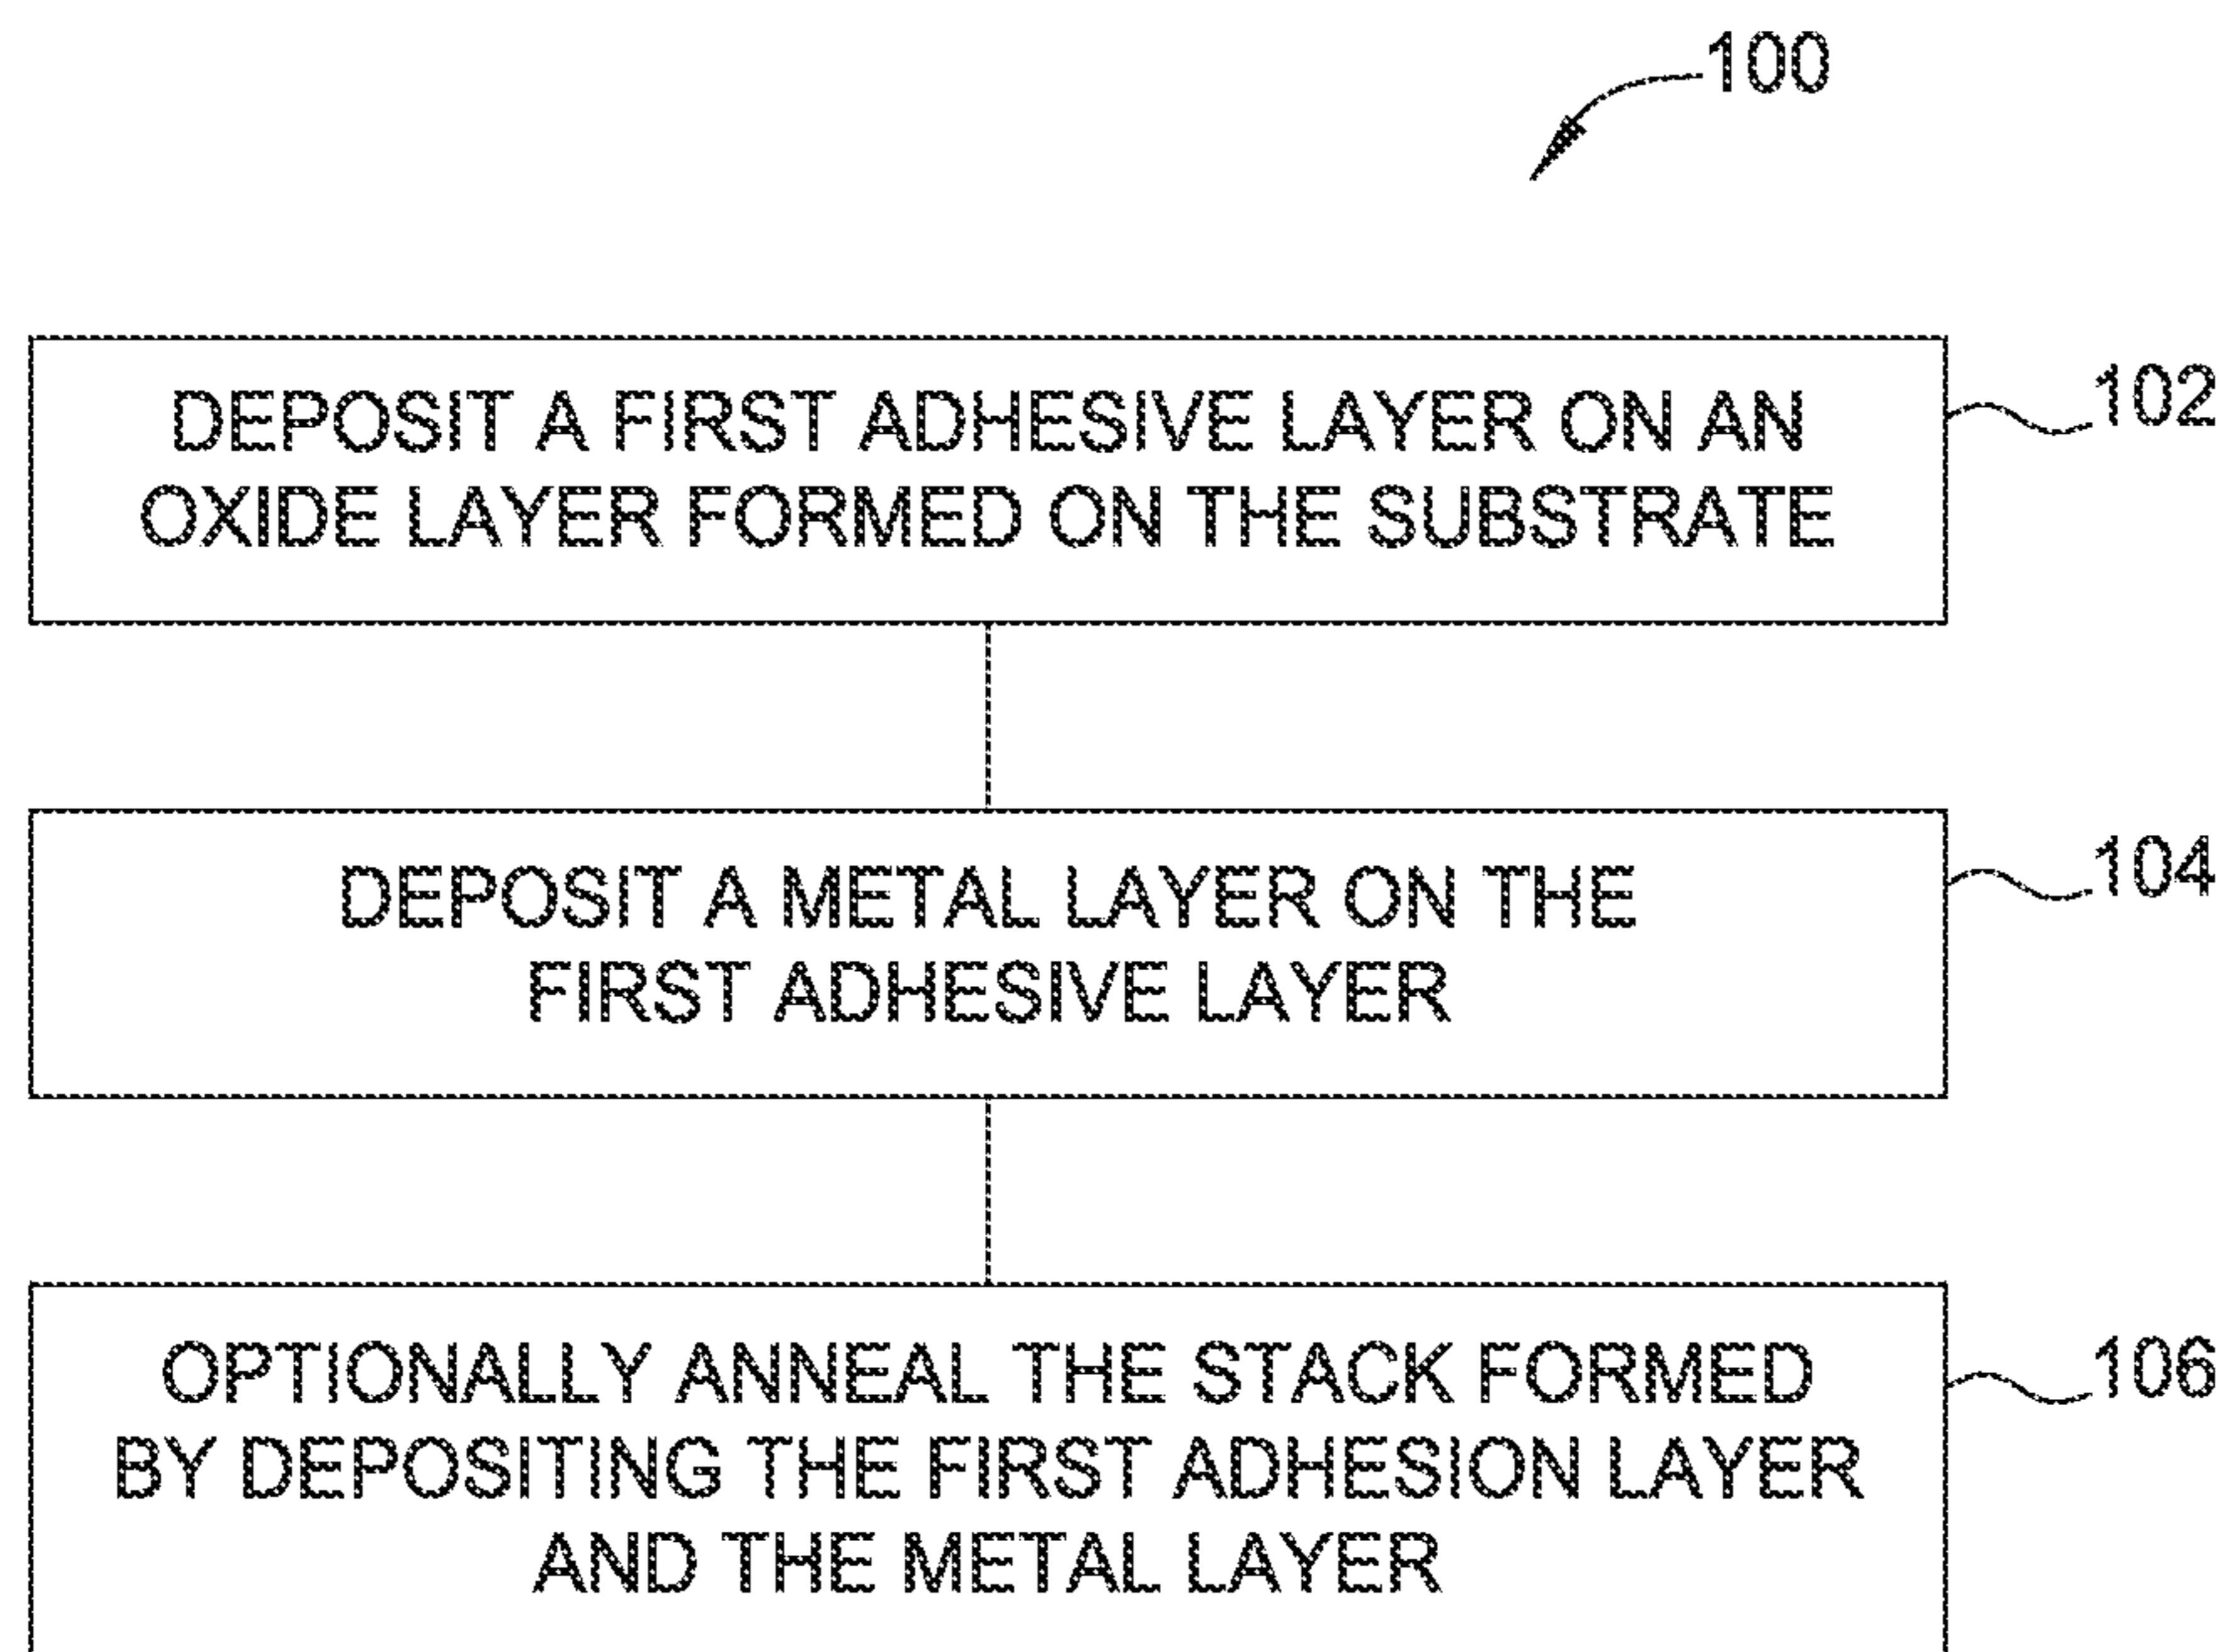 100
DEPOSIT A FIRST ADHESIVE LAYER ON AN
OXIDE LAYER FORMED ON THE SUBSTRATE
102
DEPOSIT A METAL LAYER ON THE
FIRST ADHESIVE LAYER
104
OPTIONALLY ANNEAL THE STACK FORMED
BY DEPOSITING THE FIRST ADHESION LAYER
AND THE METAL LAYER
106